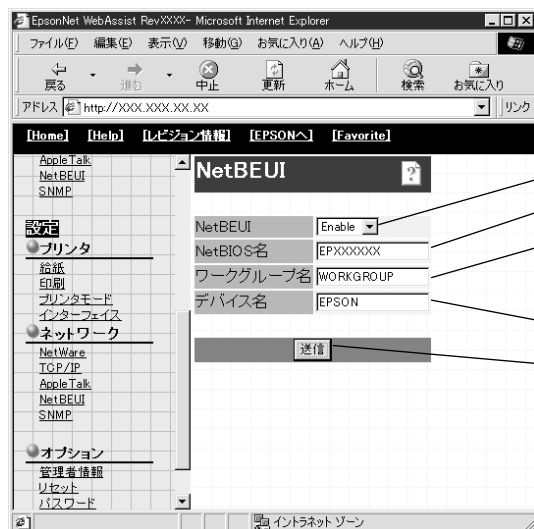 EpsonNet WebAssist RevXXXX- Microsoft Internet Explorer
ファイル(F) 編集(E) 表示(V) 移動(G) お気に入り(A) ヘルプ(H)
戻る 進む 中止 更新 ホーム 検索 お気に入り
アドレス http://XXX.XXX.XX.XX リンク
[Home] [Help] [レビジョン情報] [EPSONへ] [Favorite]
AppleTalk
NetBEUI
SNMP
設定
プリンタ
給紙
印刷
プリンタモード
インターフェイス
ネットワーク
NetWare
TCP/IP
AppleTalk
NetBEUI
SNMP
オプション
管理者情報
リセット
パスワード
NetBEUI ?
NetBEUI Enable
NetBIOS名 EPXXXXXX
ワークグループ名 WORKGROUP
デバイス名 EPSON
送信
イントラネット ゾーン